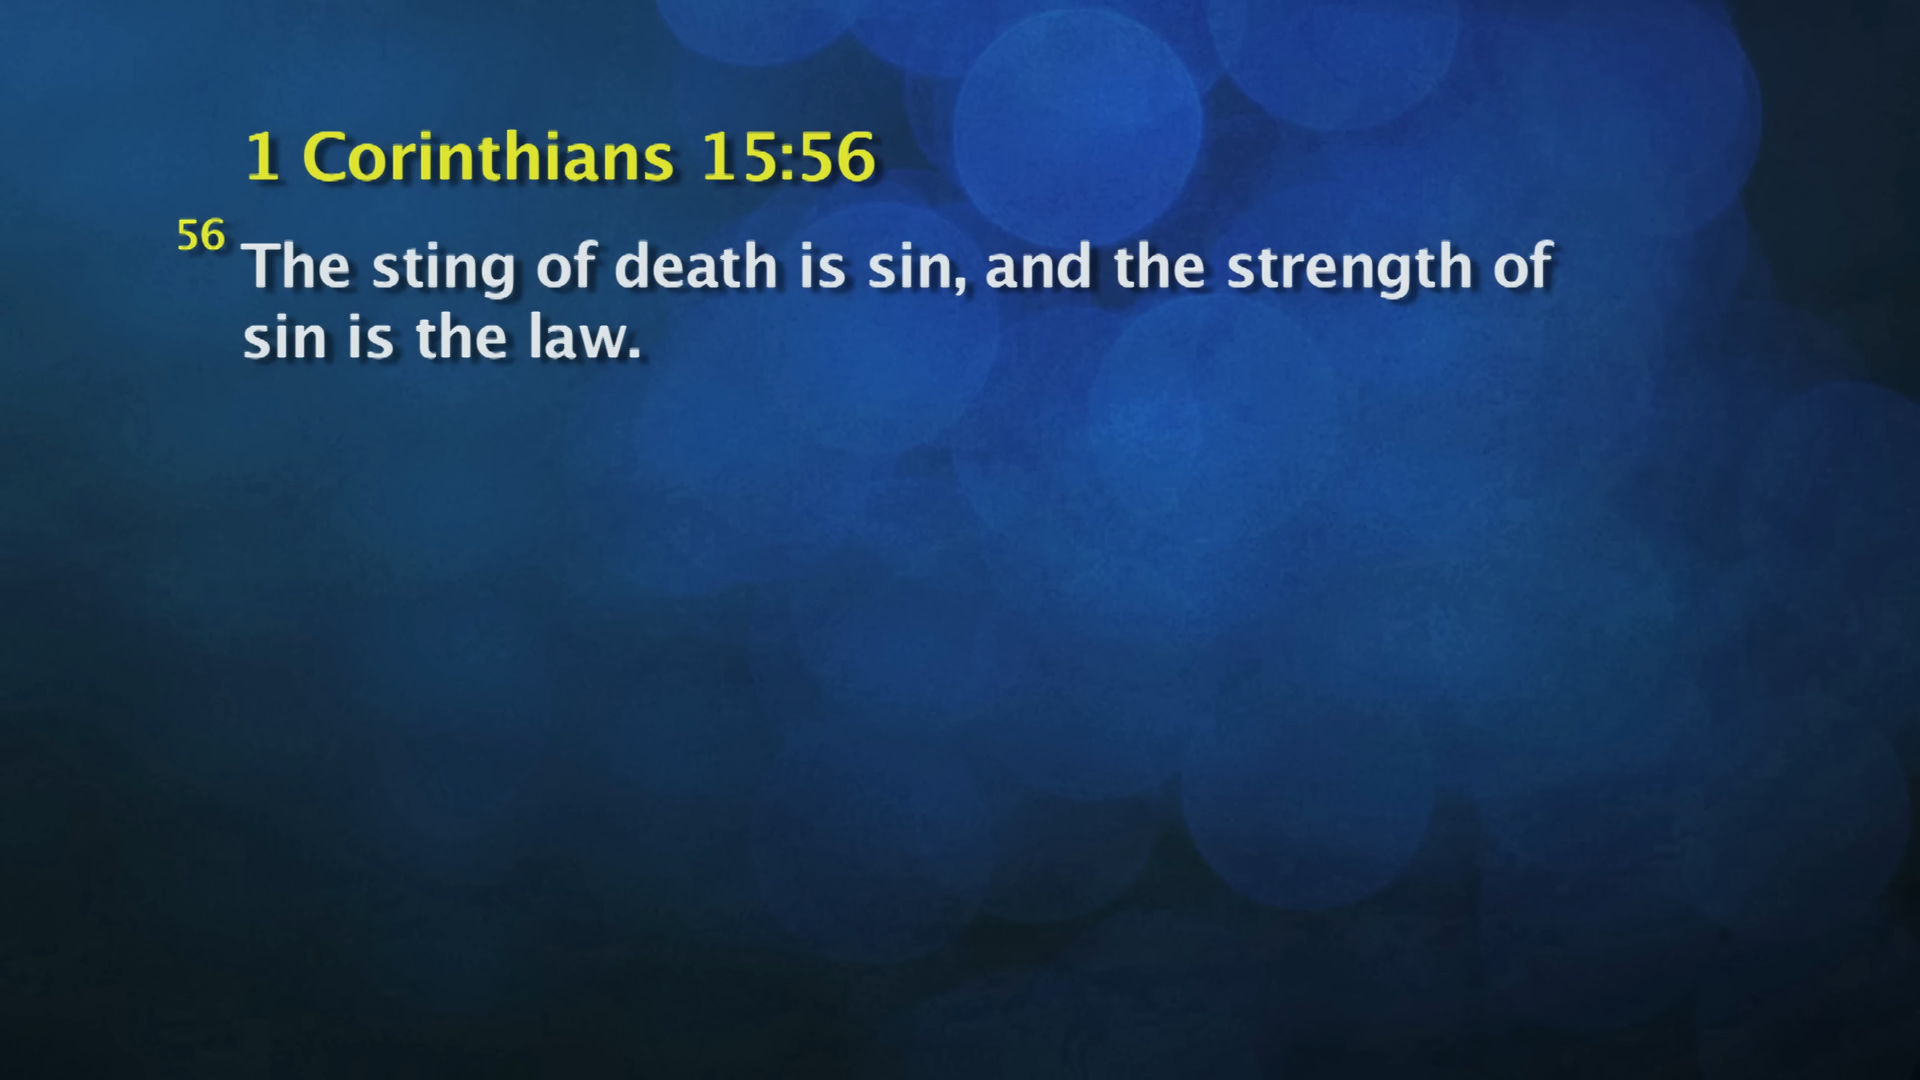 1 Corinthians 15:56
56 The sting of death is sin, and the strength of
sin is the law.